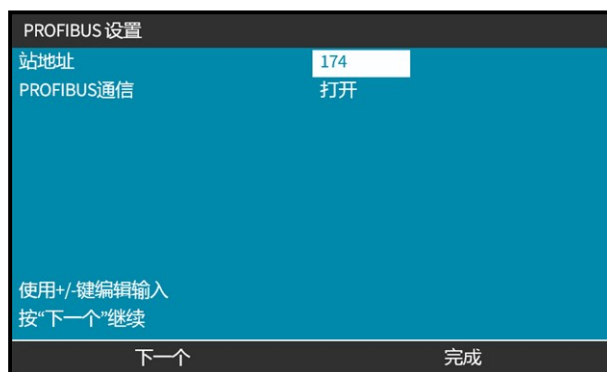 PROFIBUS 设置
站地址 174
PROFIBUS通信 打开
使用+/-键编辑输入
按“下一个”继续
下一个 完成